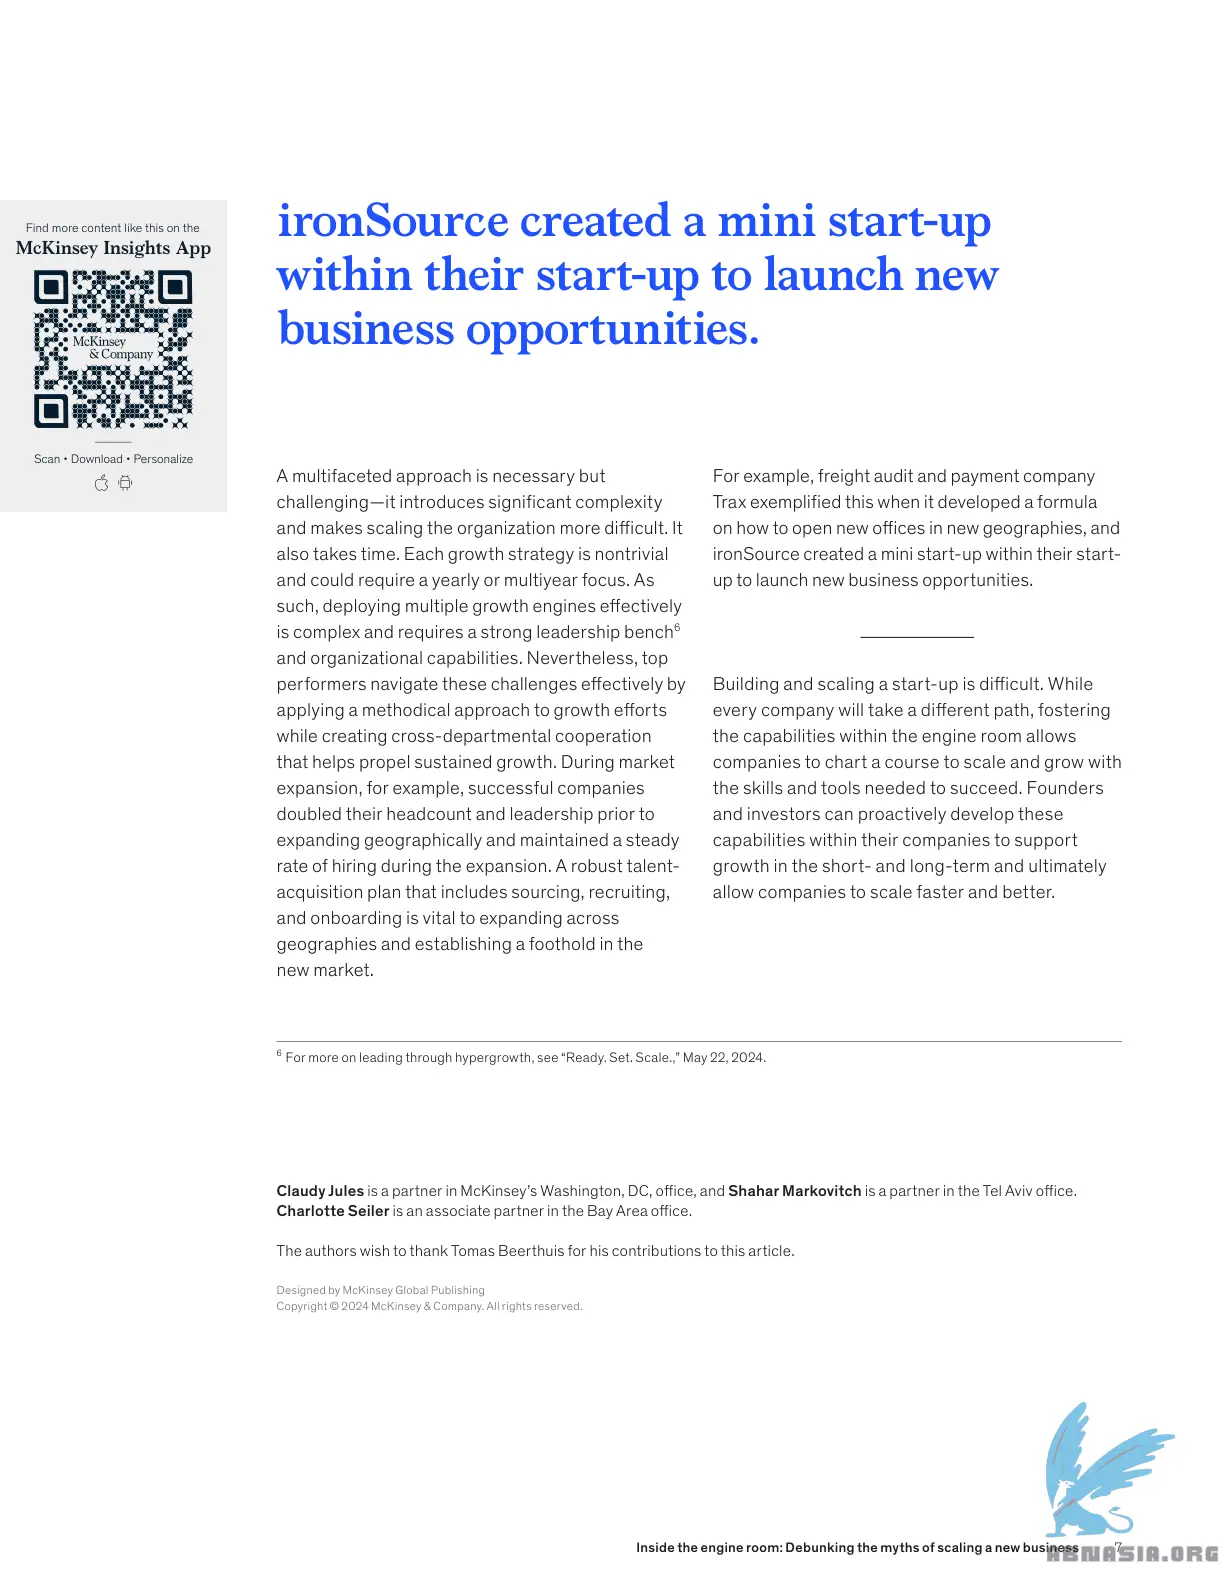 Find more content like this on the
McKinsey Insights App
McKinsey
& Company
Scan • Download • Personalize
ironSource created a mini start-up
within their start-up to launch new
business opportunities.
A multifaceted approach is necessary but
challenging—it introduces significant complexity
and makes scaling the organization more difficult. It
also takes time. Each growth strategy is nontrivial
and could require a yearly or multiyear focus. As
such, deploying multiple growth engines effectively
is complex and requires a strong leadership bench⁶
and organizational capabilities. Nevertheless, top
performers navigate these challenges effectively by
applying a methodical approach to growth efforts
while creating cross-departmental cooperation
that helps propel sustained growth. During market
expansion, for example, successful companies
doubled their headcount and leadership prior to
expanding geographically and maintained a steady
rate of hiring during the expansion. A robust talent-
acquisition plan that includes sourcing, recruiting,
and onboarding is vital to expanding across
geographies and establishing a foothold in the
new market.
For example, freight audit and payment company
Trax exemplified this when it developed a formula
on how to open new offices in new geographies, and
ironSource created a mini start-up within their start-
up to launch new business opportunities.
Building and scaling a start-up is difficult. While
every company will take a different path, fostering
the capabilities within the engine room allows
companies to chart a course to scale and grow with
the skills and tools needed to succeed. Founders
and investors can proactively develop these
capabilities within their companies to support
growth in the short- and long-term and ultimately
allow companies to scale faster and better.
⁶ For more on leading through hypergrowth, see “Ready. Set. Scale.,” May 22, 2024.
Claudy Jules is a partner in McKinsey’s Washington, DC, office, and Shahar Markovitch is a partner in the Tel Aviv office.
Charlotte Seiler is an associate partner in the Bay Area office.
The authors wish to thank Tomas Beerthuis for his contributions to this article.
Designed by McKinsey Global Publishing
Copyright © 2024 McKinsey & Company. All rights reserved.
Inside the engine room: Debunking the myths of scaling a new business 7
ABNASIA.ORG